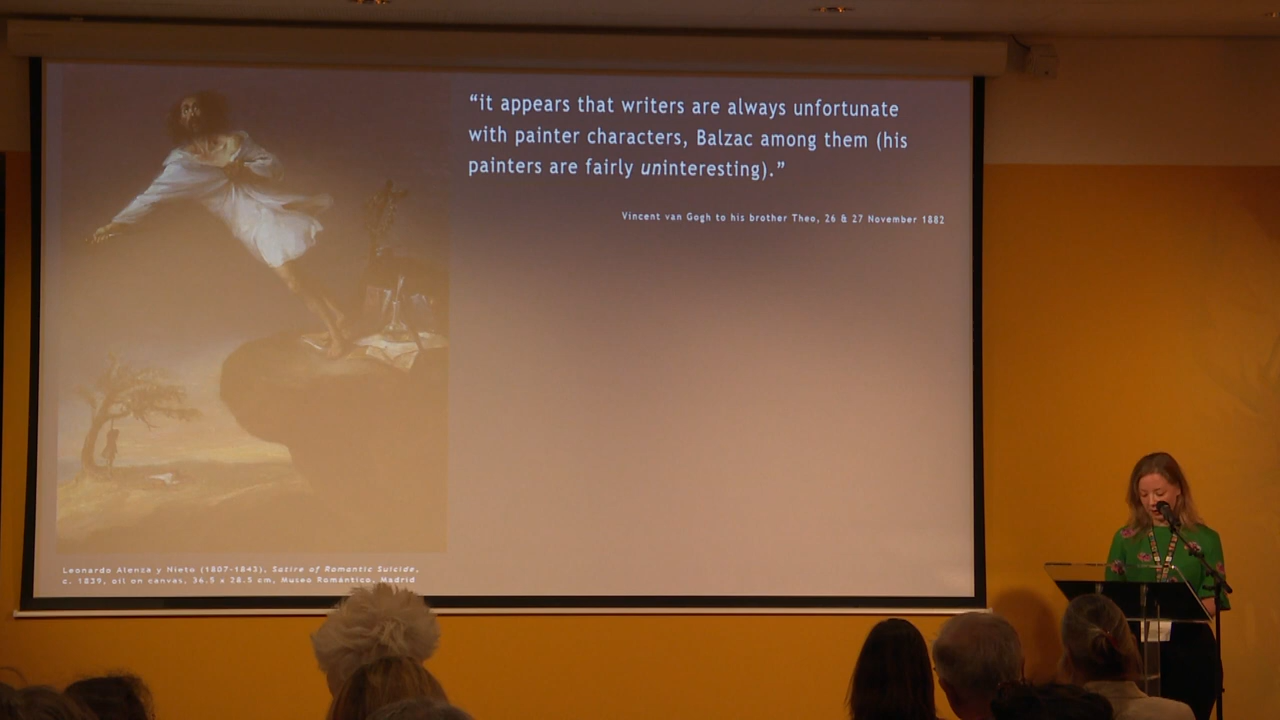 “it appears that writers are always unfortunate
with painter characters, Balzac among them (his
painters are fairly uninteresting).”
Vincent van Gogh to his brother Theo, 26 & 27 November 1882
Leonardo Alenza y Nieto (1807-1843), Satire of Romantic Suicide,
c. 1839, oil on canvas, 36.5 x 28.5 cm, Museo Romántico, Madrid